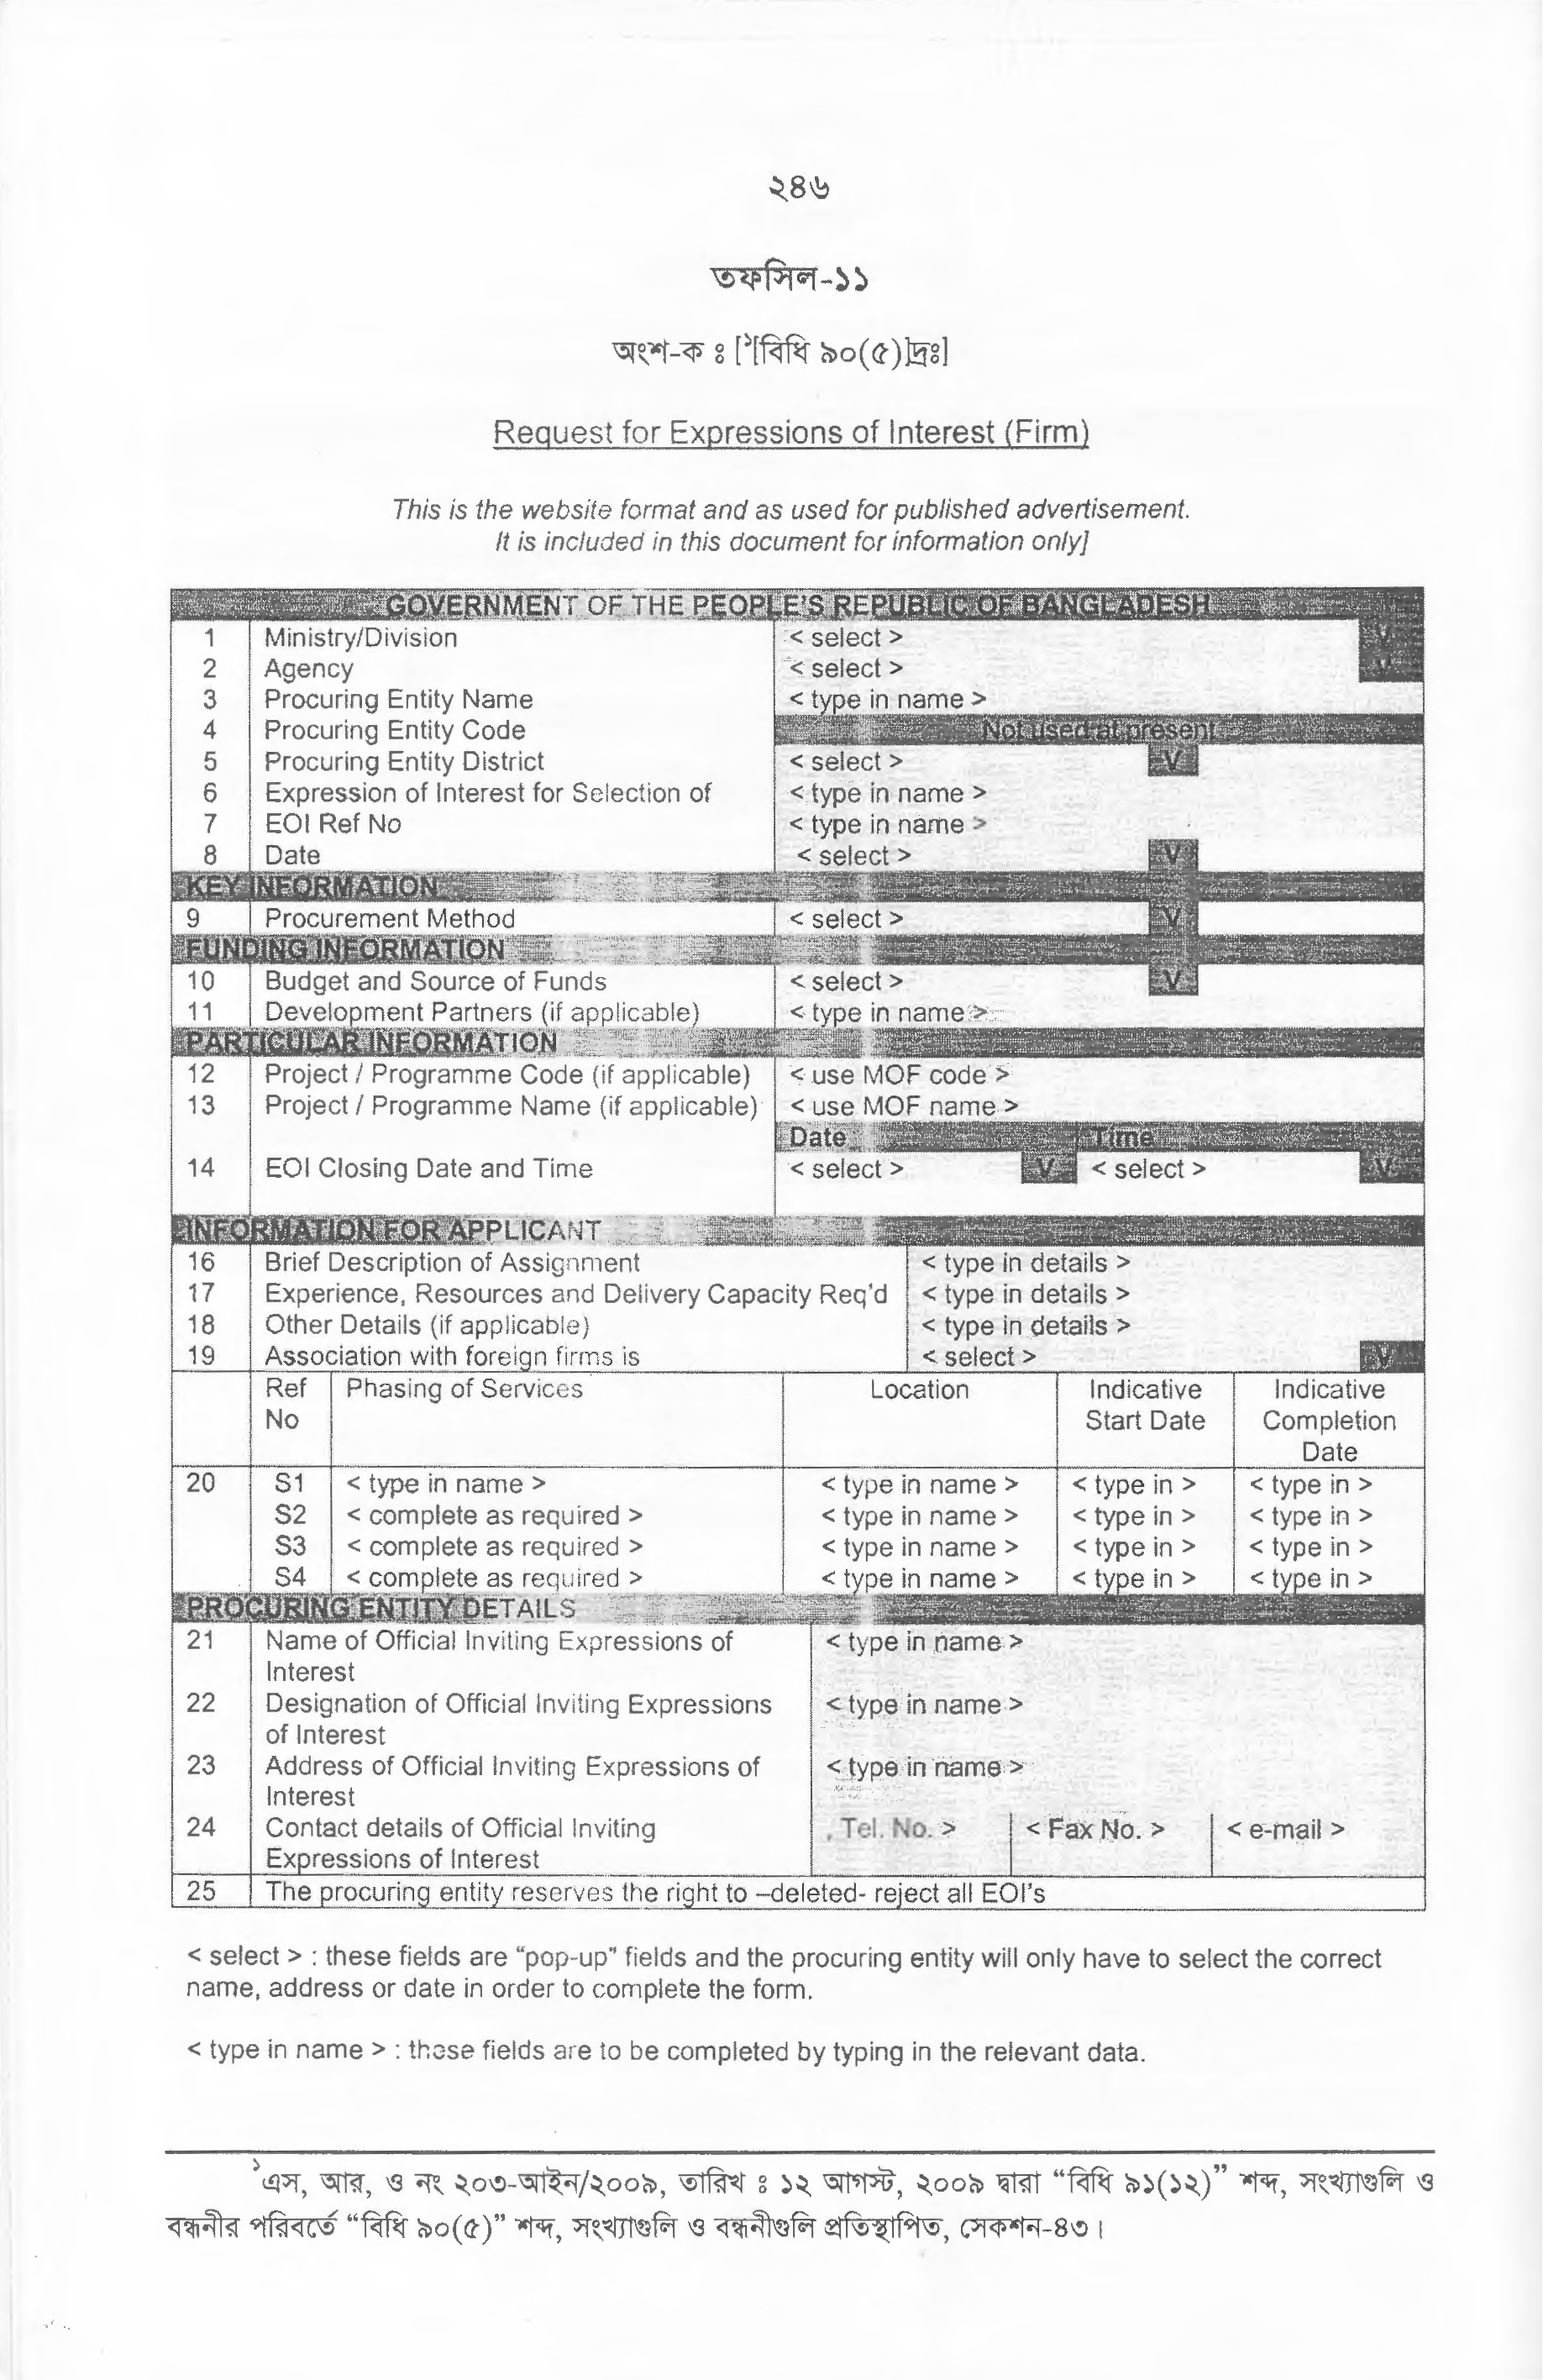 ২৪৬
তফসিল-১১
অংশ-ক ঃ [১[বিধি ৯০(৫)]দ্রঃ]
Request for Expressions of Interest (Firm)
This is the website format and as used for published advertisement.
It is included in this document for information only]
GOVERNMENT OF THE PEOPLE'S REPUBLIC OF BANGLADESH
1 Ministry/Division < select > V
2 Agency < select > V
3 Procuring Entity Name < type in name >
4 Procuring Entity Code Not used at present
5 Procuring Entity District < select > V
6 Expression of Interest for Selection of < type in name >
7 EOI Ref No < type in name >
8 Date < select > V
KEY INFORMATION
9 Procurement Method < select > V
FUNDING INFORMATION
10 Budget and Source of Funds < select > V
11 Development Partners (if applicable) < type in name >
PARTICULAR INFORMATION
12 Project / Programme Code (if applicable) < use MOF code >
13 Project / Programme Name (if applicable) < use MOF name >
Date Time
14 EOI Closing Date and Time < select > V < select > V
INFORMATION FOR APPLICANT
16 Brief Description of Assignment < type in details >
17 Experience, Resources and Delivery Capacity Req'd < type in details >
18 Other Details (if applicable) < type in details >
19 Association with foreign firms is < select > V
Ref Phasing of Services Location Indicative Indicative
No Start Date Completion
Date
20 S1 < type in name > < type in name > < type in > < type in >
S2 < complete as required > < type in name > < type in > < type in >
S3 < complete as required > < type in name > < type in > < type in >
S4 < complete as required > < type in name > < type in > < type in >
PROCURING ENTITY DETAILS
21 Name of Official Inviting Expressions of < type in name >
Interest
22 Designation of Official Inviting Expressions < type in name >
of Interest
23 Address of Official Inviting Expressions of < type in name >
Interest
24 Contact details of Official Inviting Tel. No. > < Fax No. > < e-mail >
Expressions of Interest
25 The procuring entity reserves the right to –deleted- reject all EOI's
< select > : these fields are "pop-up" fields and the procuring entity will only have to select the correct
name, address or date in order to complete the form.
< type in name > : these fields are to be completed by typing in the relevant data.
১এস, আর, ও নং ২০৩-আইন/২০০৯, তারিখ ঃ ১২ আগস্ট, ২০০৯ দ্বারা “বিধি ৯১(১২)” শব্দ, সংখ্যাগুলি ও
বন্ধনীর পরিবর্তে “বিধি ৯০(৫)” শব্দ, সংখ্যাগুলি ও বন্ধনীগুলি প্রতিস্থাপিত, সেকশন-৪৩।